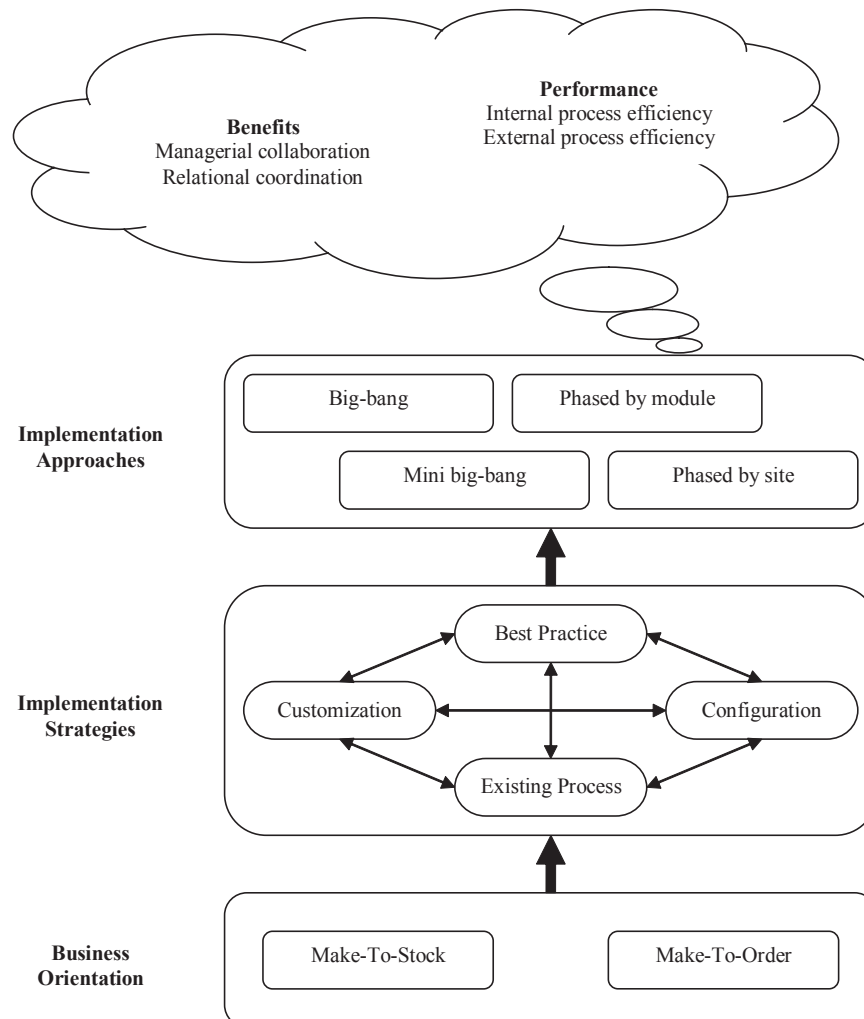 Performance
Internal process efficiency
External process efficiency
Benefits
Managerial collaboration
Relational coordination
Implementation
Approaches
Big-bang
Phased by module
Mini big-bang
Phased by site
Implementation
Strategies
Best Practice
Customization
Configuration
Existing Process
Business
Orientation
Make-To-Stock
Make-To-Order